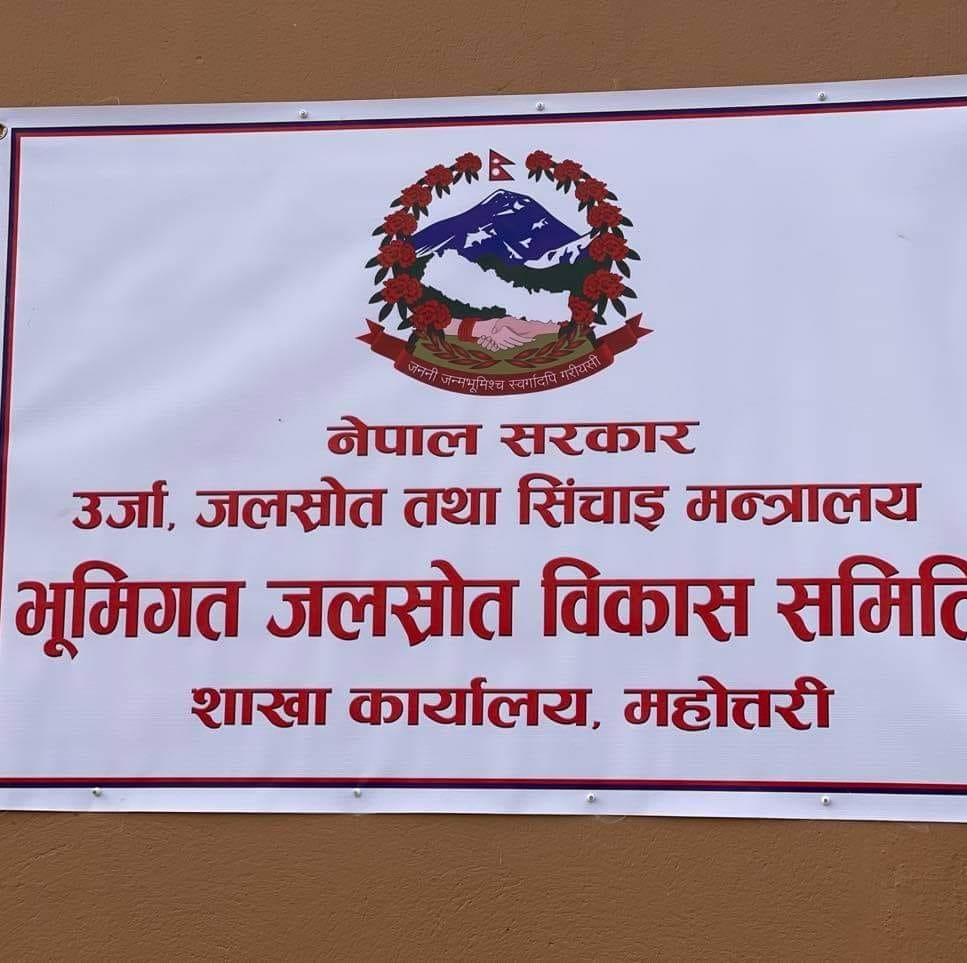 जननी जन्मभूमिश्च स्वर्गादपि गरीयसी
नेपाल सरकार
उर्जा, जलस्रोत तथा सिंचाइ मन्त्रालय
भूमिगत जलस्रोत विकास समिति
शाखा कार्यालय, महोत्तरी